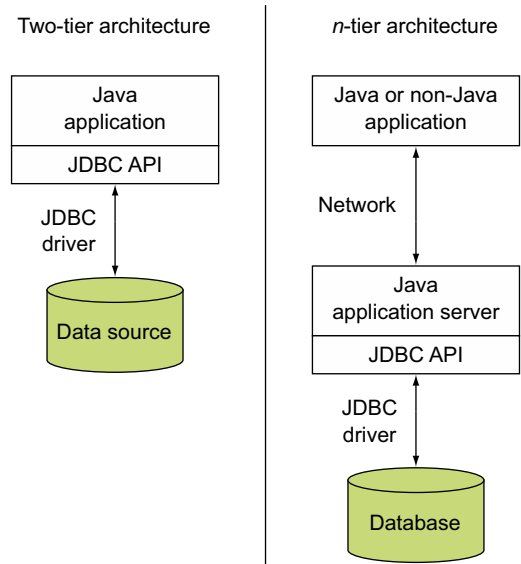 Two-tier architecture
Java
application
JDBC API
JDBC
driver
Data source
n-tier architecture
Java or non-Java
application
Network
Java
application server
JDBC API
JDBC
driver
Database